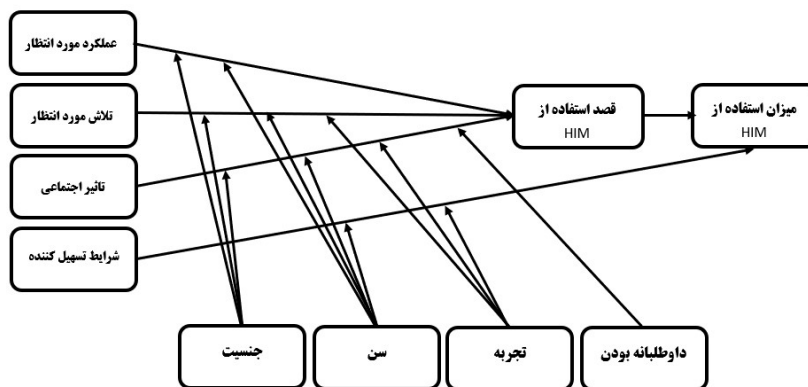 عملکرد مورد انتظار
تلاش مورد انتظار
تاثیر اجتماعی
شرایط تسهیل کننده
قصد استفاده از
HIM
میزان استفاده از
HIM
جنسیت
سن
تجربه
داوطلبانه بودن